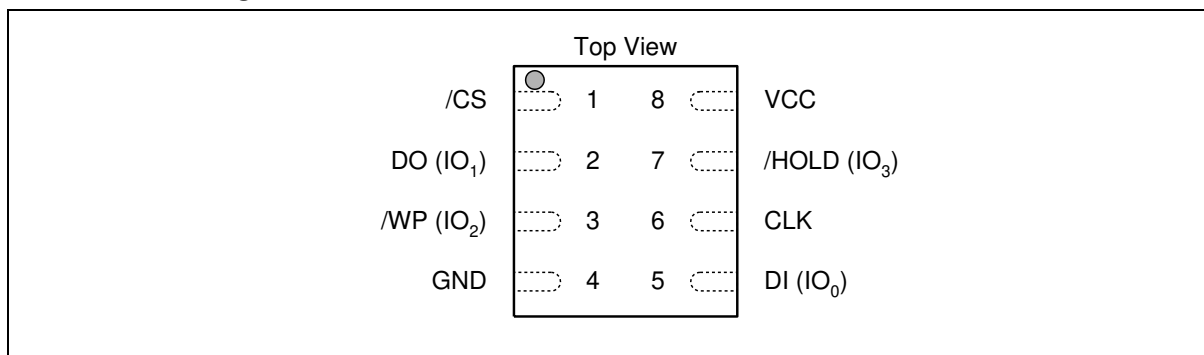 Top View
/CS 1 8 VCC
DO (IO₁) 2 7 /HOLD (IO₃)
/WP (IO₂) 3 6 CLK
GND 4 5 DI (IO₀)